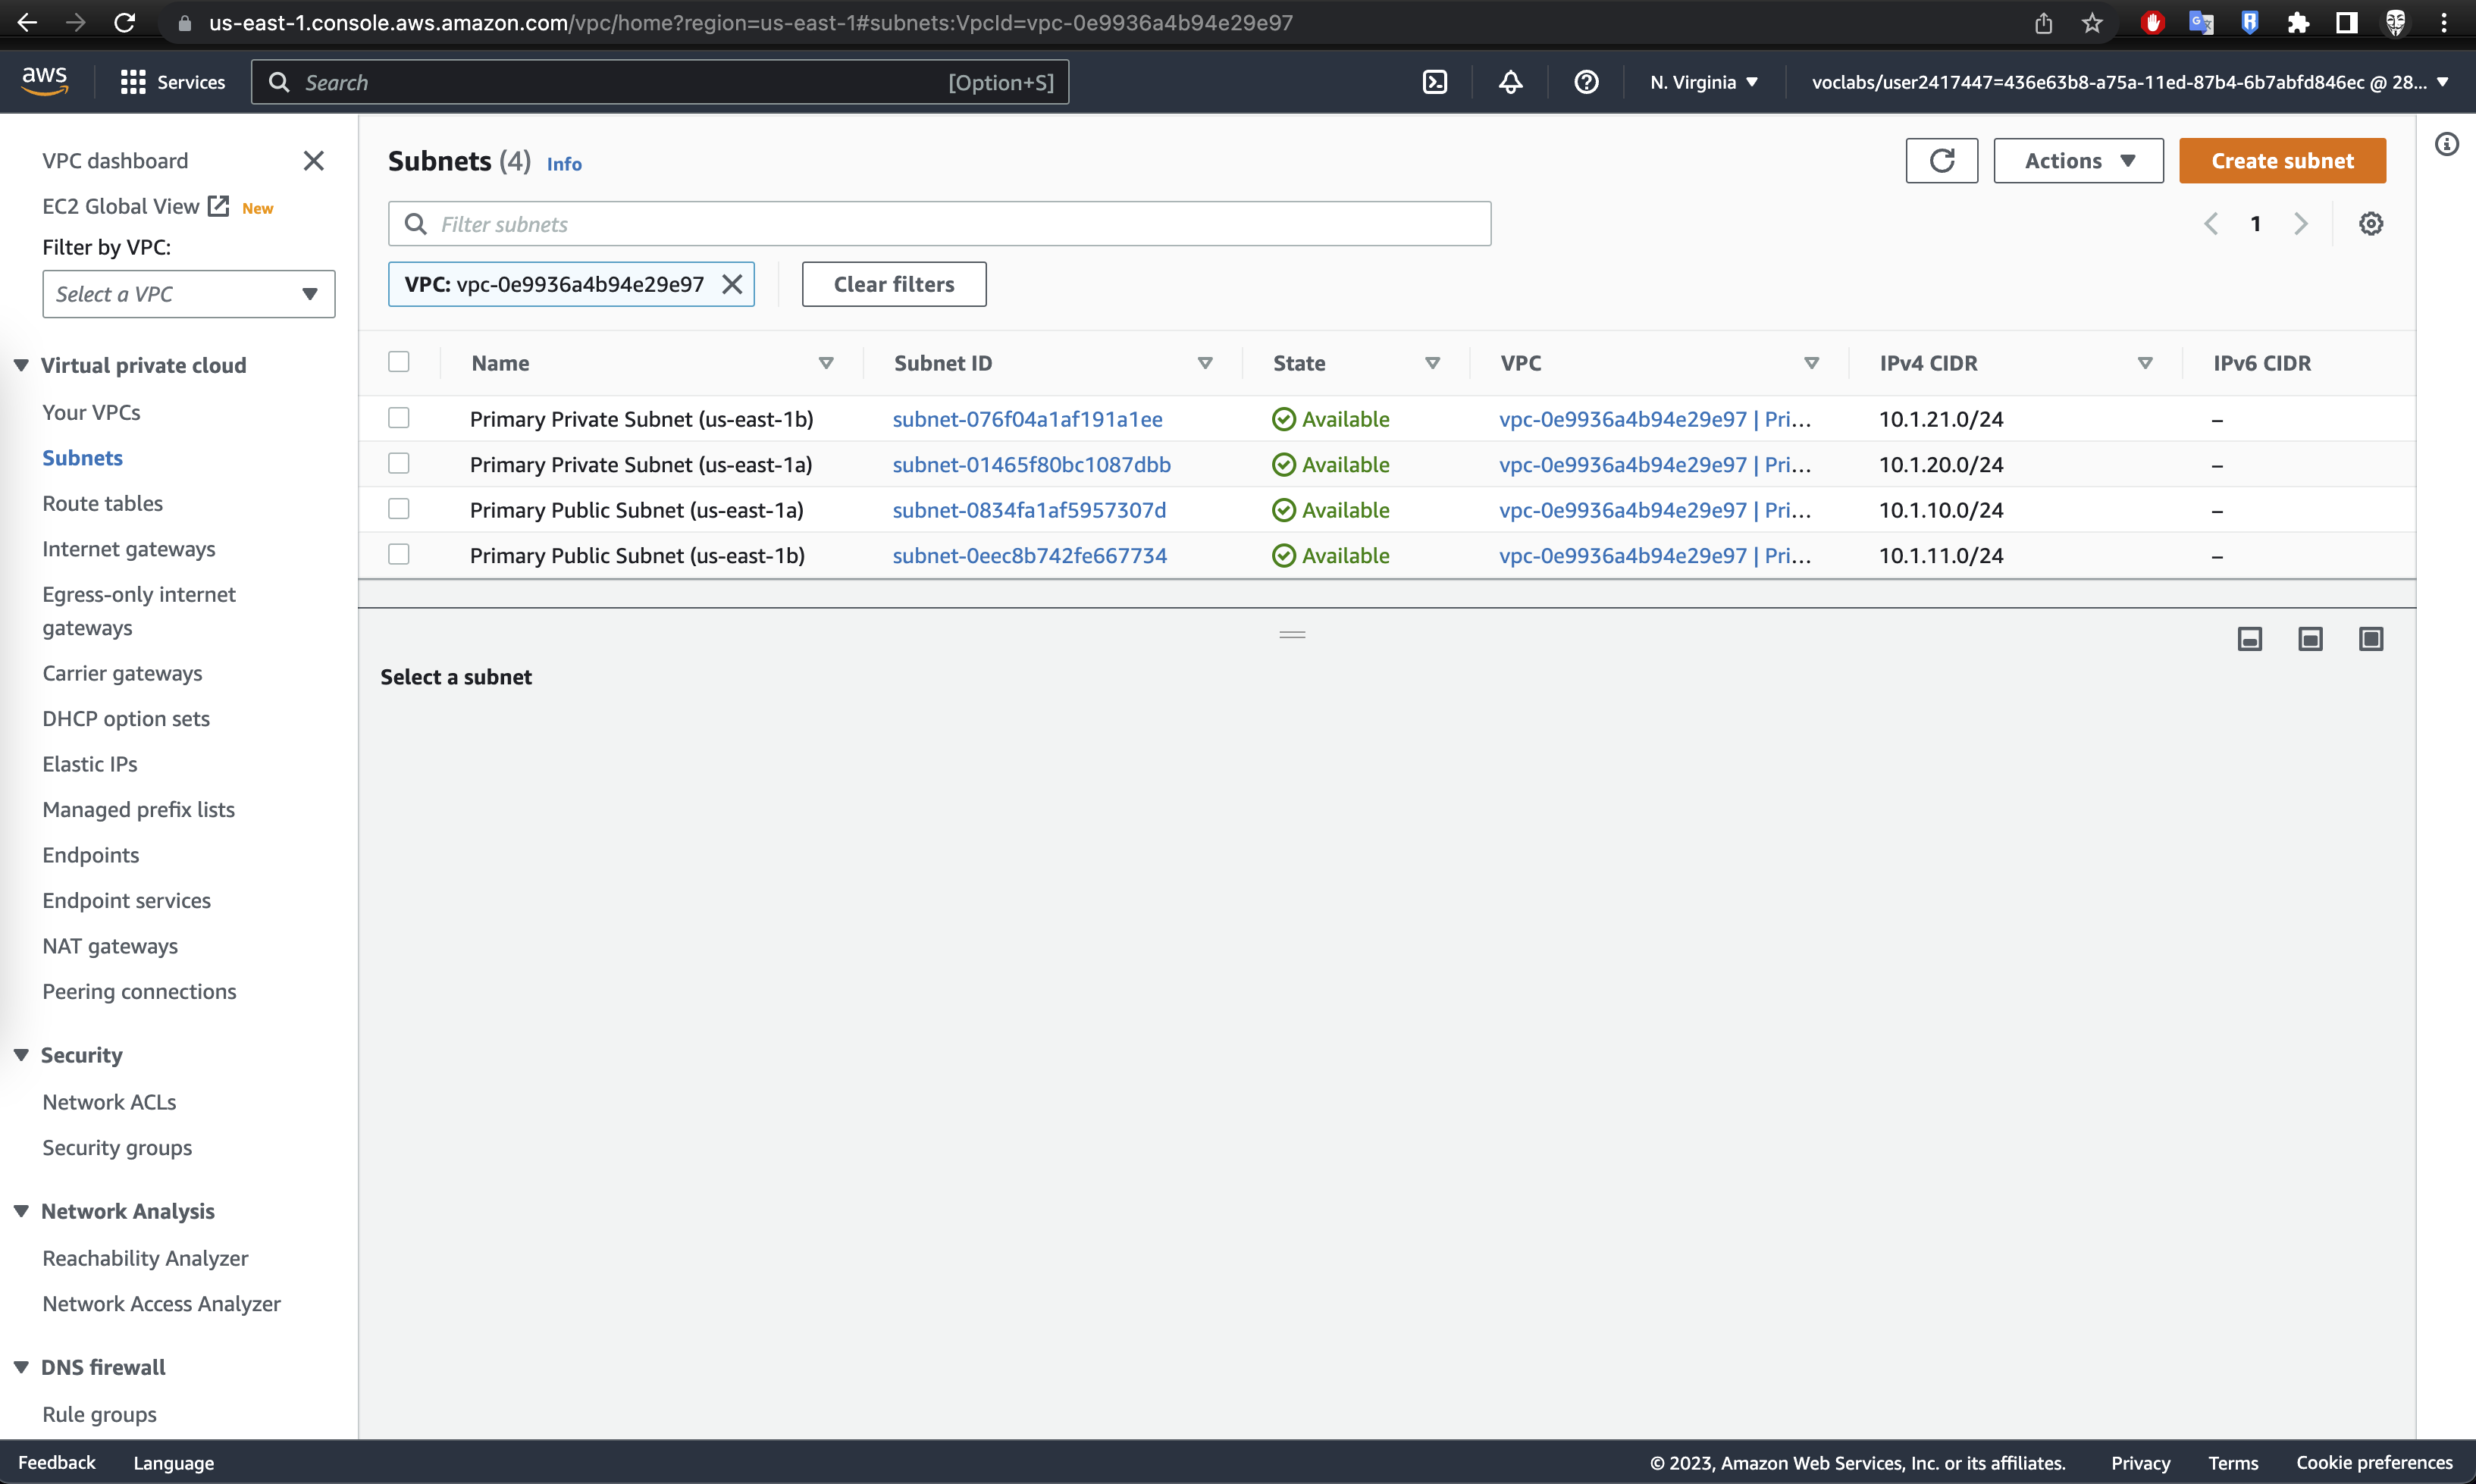 us-east-1.console.aws.amazon.com/vpc/home?region=us-east-1#subnets:VpcId=vpc-0e9936a4b94e29e97
aws Services Search [Option+S] N. Virginia voclabs/user2417447=436e63b8-a75a-11ed-87b4-6b7abfd846ec @ 28...
VPC dashboard
EC2 Global View New
Filter by VPC:
Select a VPC
Virtual private cloud
Your VPCs
Subnets
Route tables
Internet gateways
Egress-only internet
gateways
Carrier gateways
DHCP option sets
Elastic IPs
Managed prefix lists
Endpoints
Endpoint services
NAT gateways
Peering connections
Security
Network ACLs
Security groups
Network Analysis
Reachability Analyzer
Network Access Analyzer
DNS firewall
Rule groups
Subnets (4) Info Actions Create subnet
Filter subnets 1
VPC: vpc-0e9936a4b94e29e97 Clear filters
Name Subnet ID State VPC IPv4 CIDR IPv6 CIDR
Primary Private Subnet (us-east-1b) subnet-076f04a1af191a1ee Available vpc-0e9936a4b94e29e97 | Pri... 10.1.21.0/24 –
Primary Private Subnet (us-east-1a) subnet-01465f80bc1087dbb Available vpc-0e9936a4b94e29e97 | Pri... 10.1.20.0/24 –
Primary Public Subnet (us-east-1a) subnet-0834fa1af5957307d Available vpc-0e9936a4b94e29e97 | Pri... 10.1.10.0/24 –
Primary Public Subnet (us-east-1b) subnet-0eec8b742fe667734 Available vpc-0e9936a4b94e29e97 | Pri... 10.1.11.0/24 –
Select a subnet
Feedback Language © 2023, Amazon Web Services, Inc. or its affiliates. Privacy Terms Cookie preferences